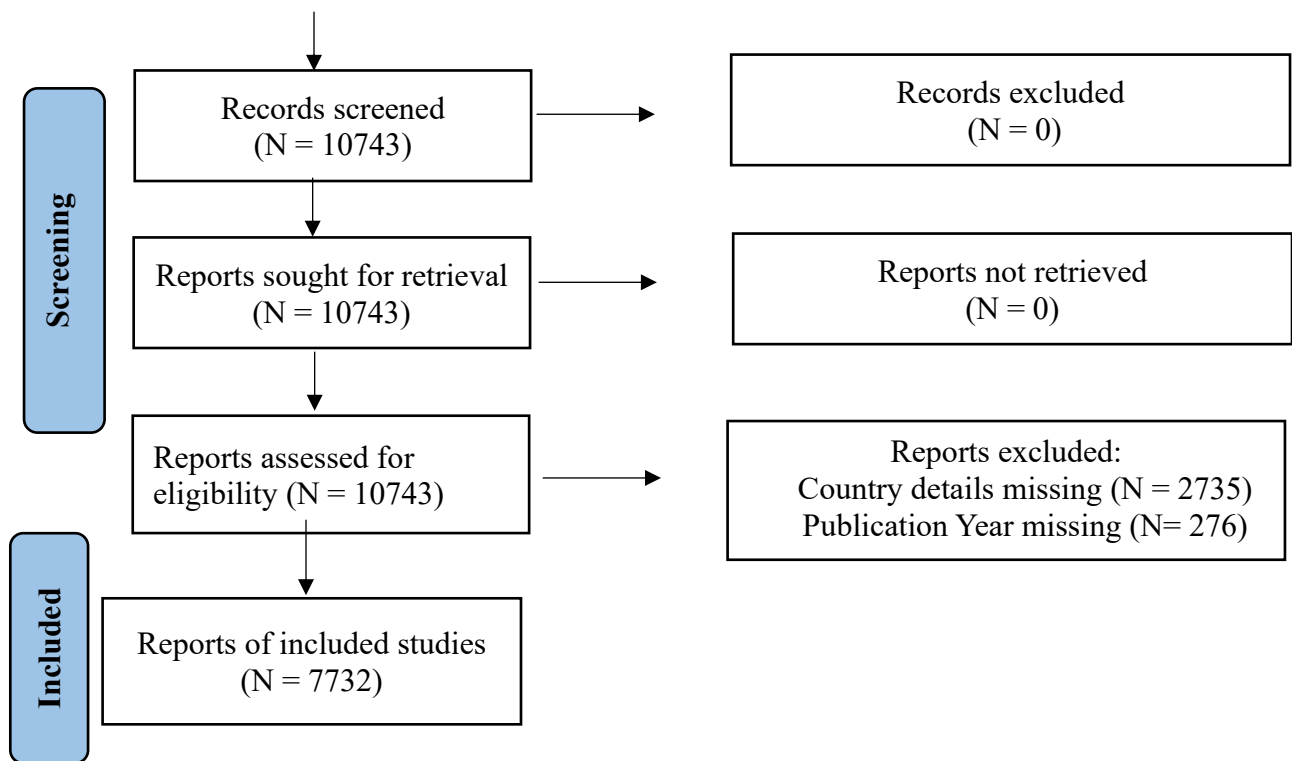 Screening
Records screened
(N = 10743)
Records excluded
(N = 0)
Reports sought for retrieval
(N = 10743)
Reports not retrieved
(N = 0)
Reports assessed for
eligibility (N = 10743)
Reports excluded:
Country details missing (N = 2735)
Publication Year missing (N= 276)
Included
Reports of included studies
(N = 7732)